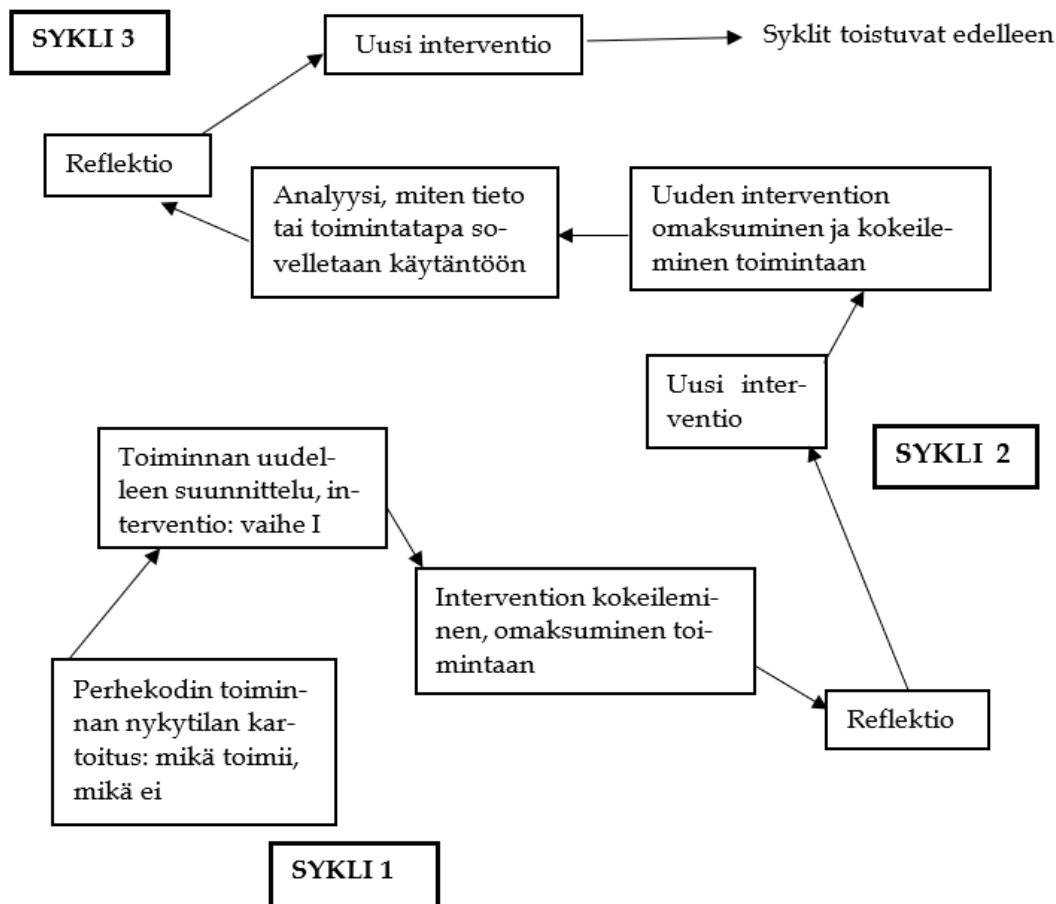 SYKLI 3
Uusi interventio
Syklit toistuvat edelleen
Reflektio
Analyysi, miten tieto
tai toimintatapa so-
velletaan käytäntöön
Uuden intervention
omaksuminen ja kokeile-
minen toimintaan
Uusi inter-
ventio
SYKLI 2
Toiminnan uudel-
leen suunnittelu, in-
terventio: vaihe I
Intervention kokeilemi-
nen, omaksuminen toi-
mintaan
Perhekodin toimin-
nan nykytilan kar-
toitus: mikä toimii,
mikä ei
Reflektio
SYKLI 1